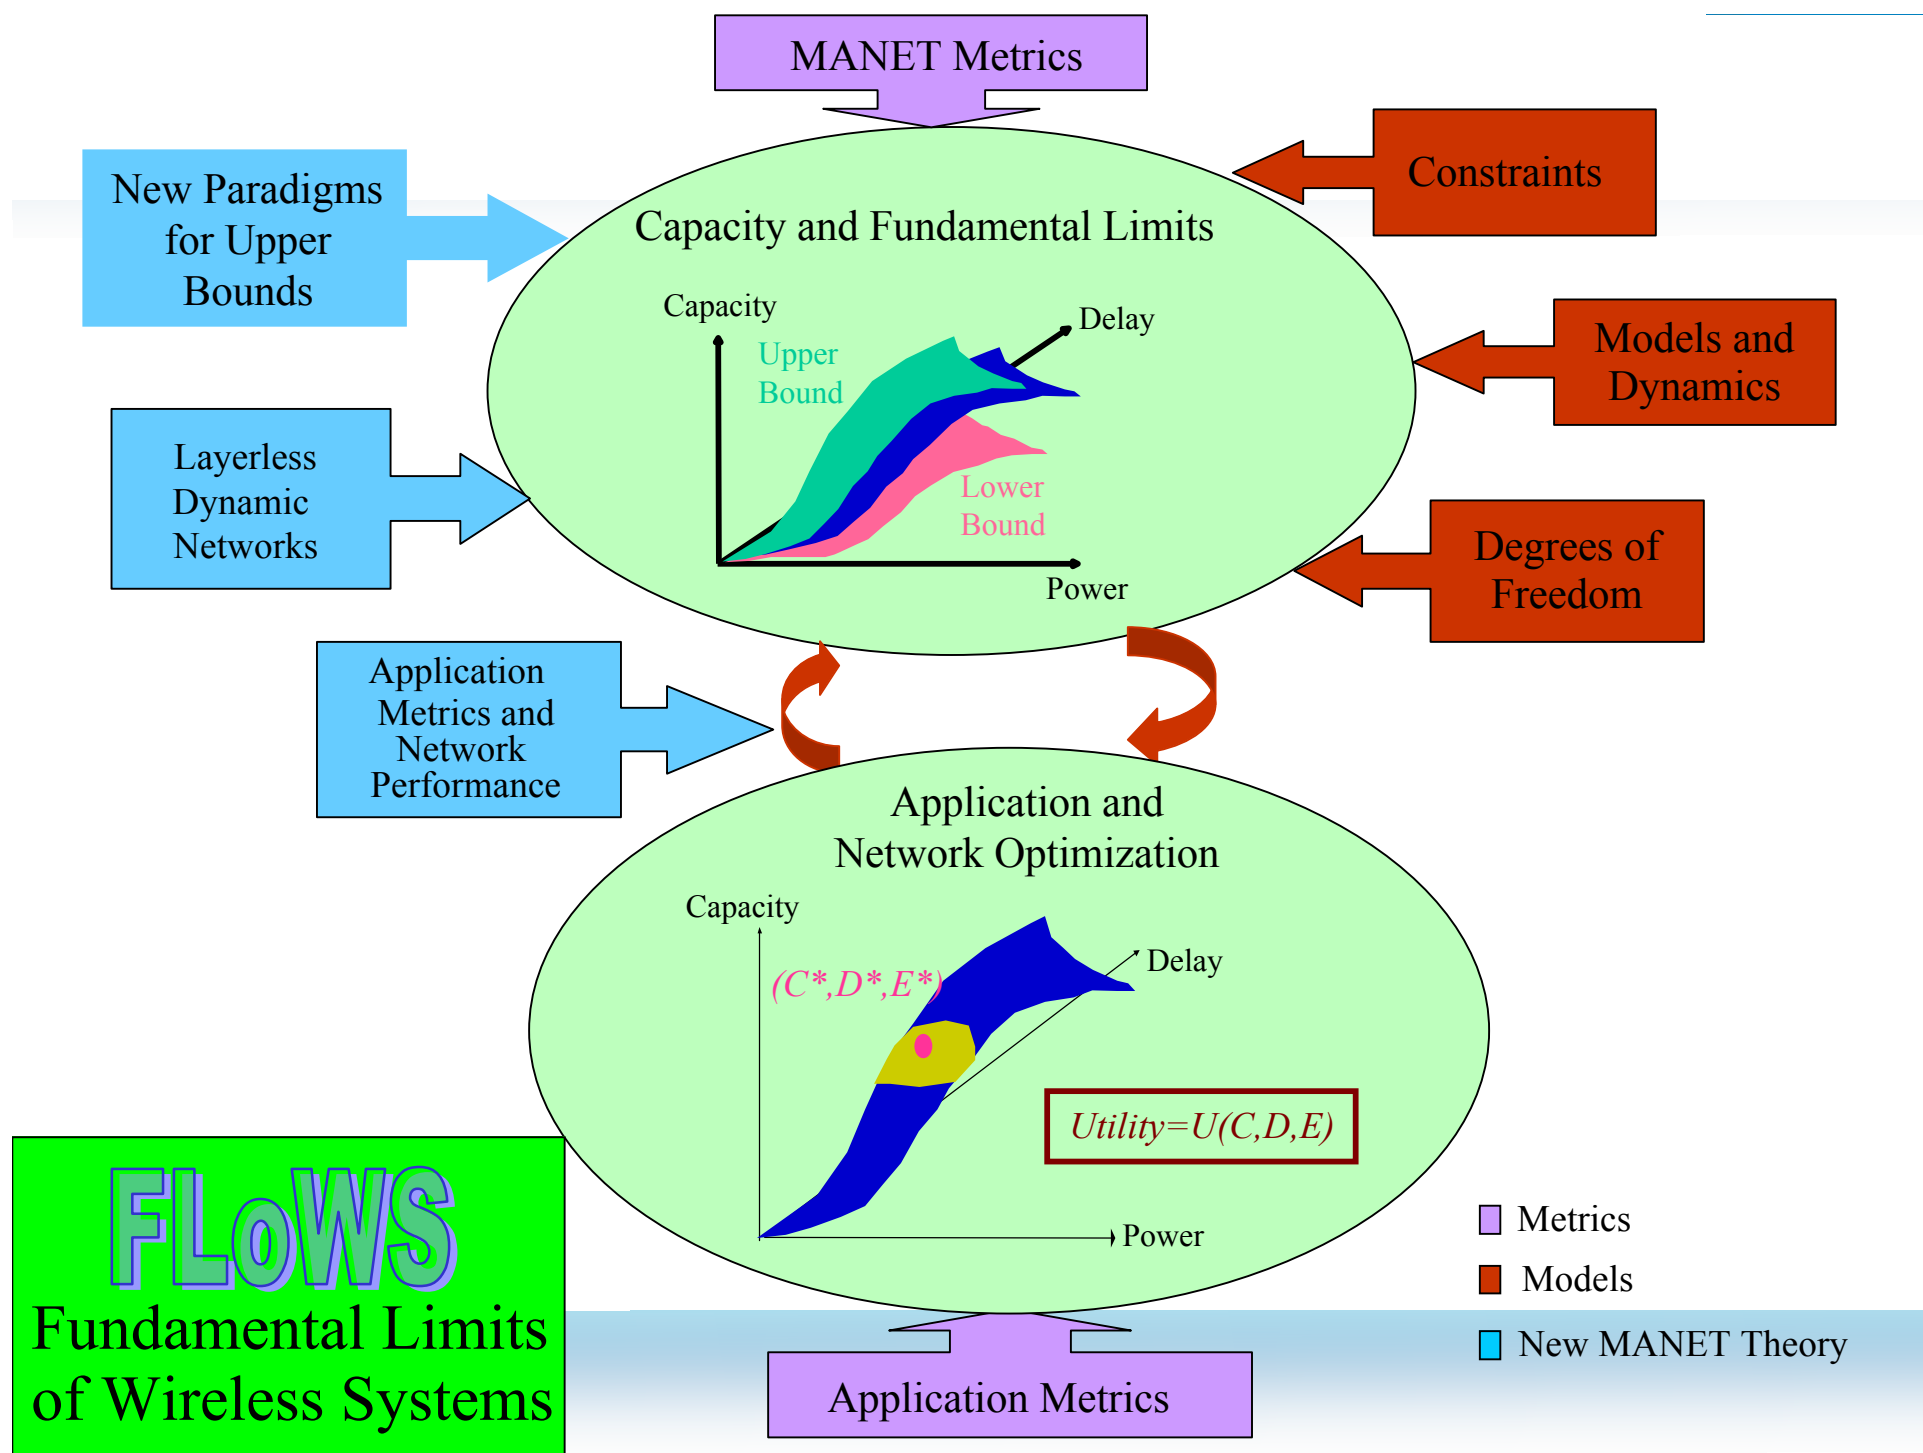 MANET Metrics
Constraints
New Paradigms
for Upper
Bounds
Capacity and Fundamental Limits
Capacity
Delay
Upper
Bound
Models and
Dynamics
Layerless
Dynamic
Networks
Lower
Bound
Power
Degrees of
Freedom
Application
Metrics and
Network
Performance
Application and
Network Optimization
Capacity
Delay
(C*,D*,E*)
Utility=U(C,D,E)
Power
FLoWS
Fundamental Limits
of Wireless Systems
Metrics
Models
New MANET Theory
Application Metrics